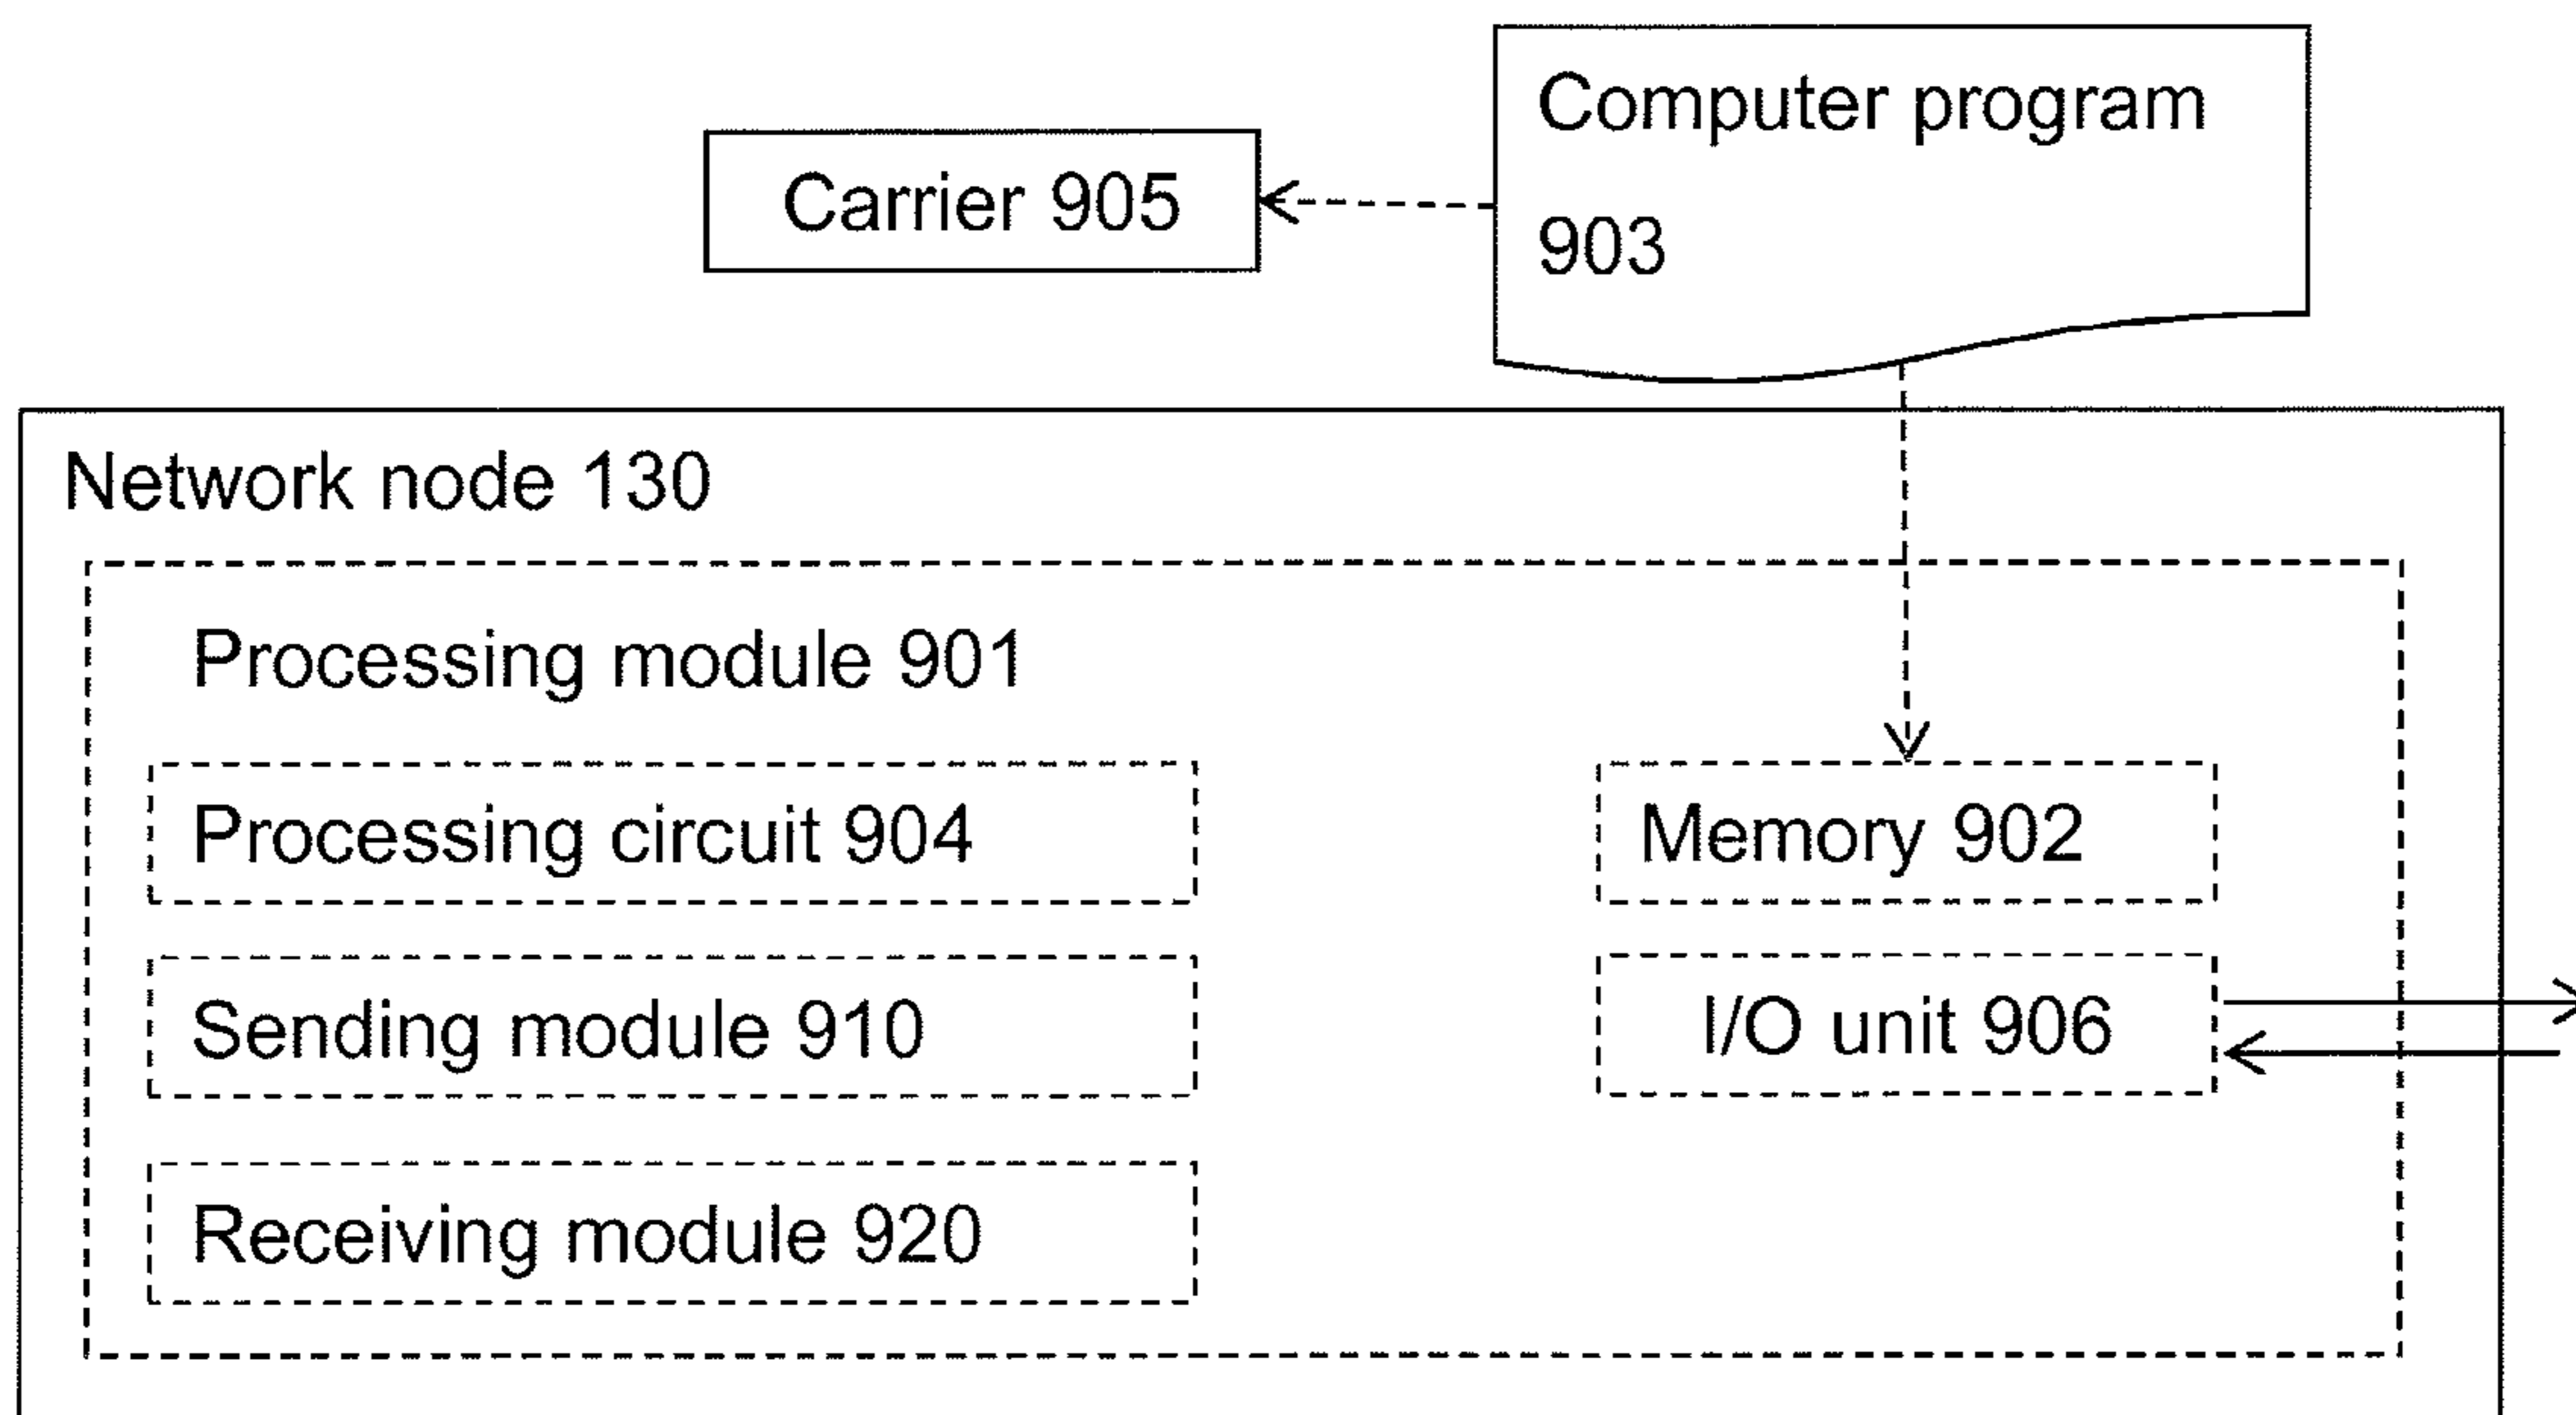 Computer program
903
Carrier 905
Network node 130
Processing module 901
Processing circuit 904
Memory 902
Sending module 910
I/O unit 906
Receiving module 920